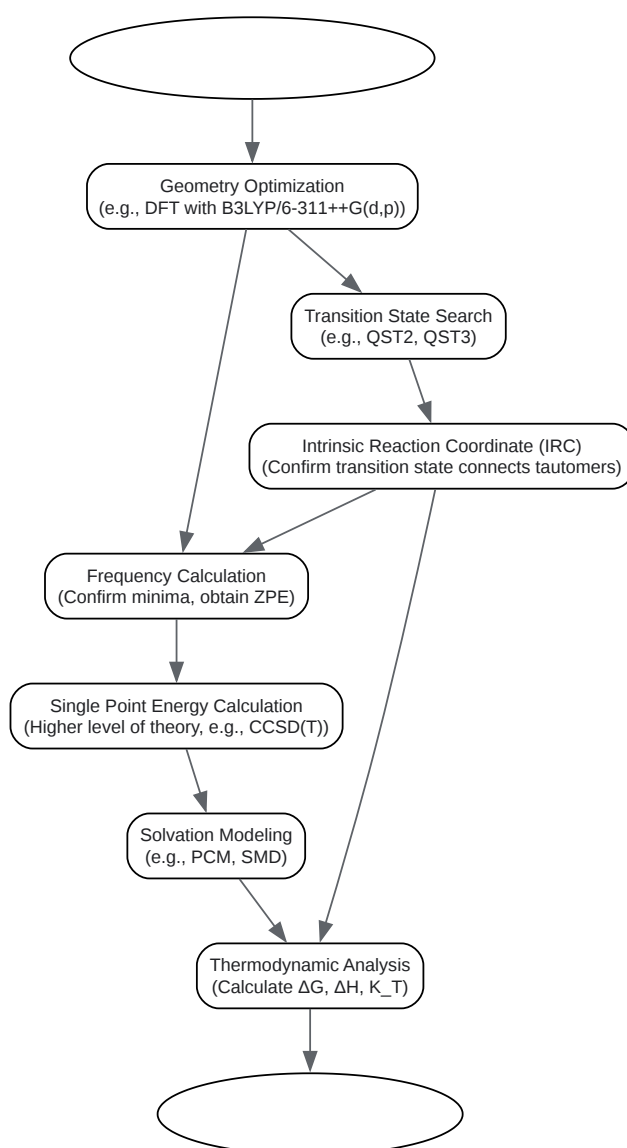 Geometry Optimization
(e.g., DFT with B3LYP/6-311++G(d,p))
Transition State Search
(e.g., QST2, QST3)
Intrinsic Reaction Coordinate (IRC)
(Confirm transition state connects tautomers)
Frequency Calculation
(Confirm minima, obtain ZPE)
Single Point Energy Calculation
(Higher level of theory, e.g., CCSD(T))
Solvation Modeling
(e.g., PCM, SMD)
Thermodynamic Analysis
(Calculate ΔG, ΔH, K_T)